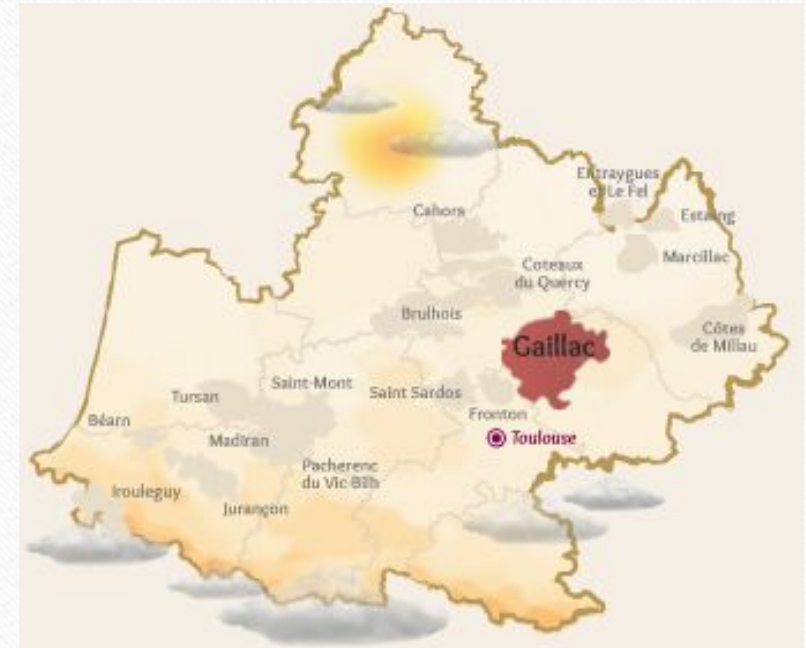 Entraygues
et Le Fel
Cahors
Estaing
Marcillac
Coteaux
du Quercy
Brulhois
Côtes
de Millau
Gaillac
Saint-Mont
Saint Sardos
Tursan
Fronton
Béarn
Toulouse
Madiran
Pacherenc
du Vic-Bilh
Irouleguy
Jurançon